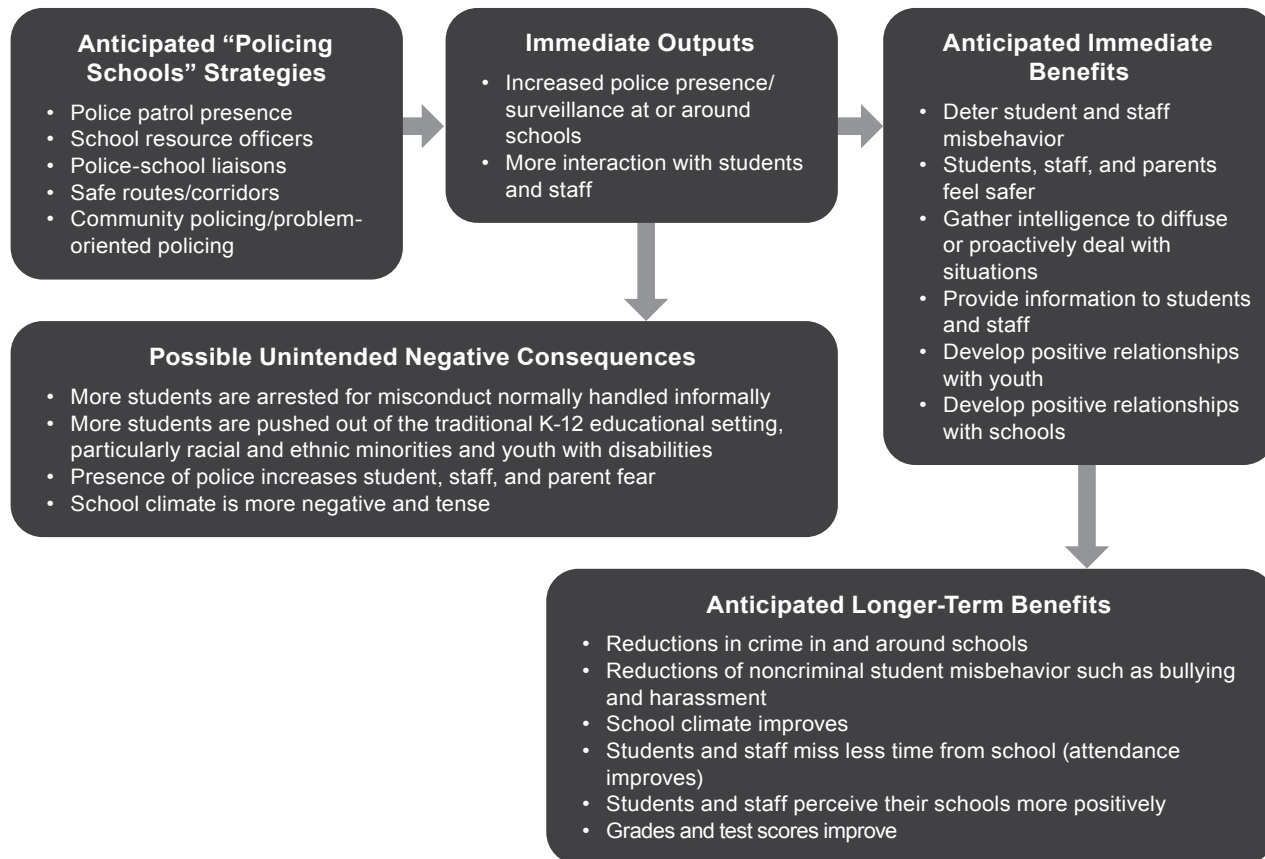 Anticipated “Policing
Schools” Strategies
• Police patrol presence
• School resource officers
• Police-school liaisons
• Safe routes/corridors
• Community policing/problem-
oriented policing
Immediate Outputs
• Increased police presence/
surveillance at or around
schools
• More interaction with students
and staff
Anticipated Immediate
Benefits
• Deter student and staff
misbehavior
• Students, staff, and parents
feel safer
• Gather intelligence to diffuse
or proactively deal with
situations
• Provide information to students
and staff
• Develop positive relationships
with youth
• Develop positive relationships
with schools
Possible Unintended Negative Consequences
• More students are arrested for misconduct normally handled informally
• More students are pushed out of the traditional K-12 educational setting,
particularly racial and ethnic minorities and youth with disabilities
• Presence of police increases student, staff, and parent fear
• School climate is more negative and tense
Anticipated Longer-Term Benefits
• Reductions in crime in and around schools
• Reductions of noncriminal student misbehavior such as bullying
and harassment
• School climate improves
• Students and staff miss less time from school (attendance
improves)
• Students and staff perceive their schools more positively
• Grades and test scores improve